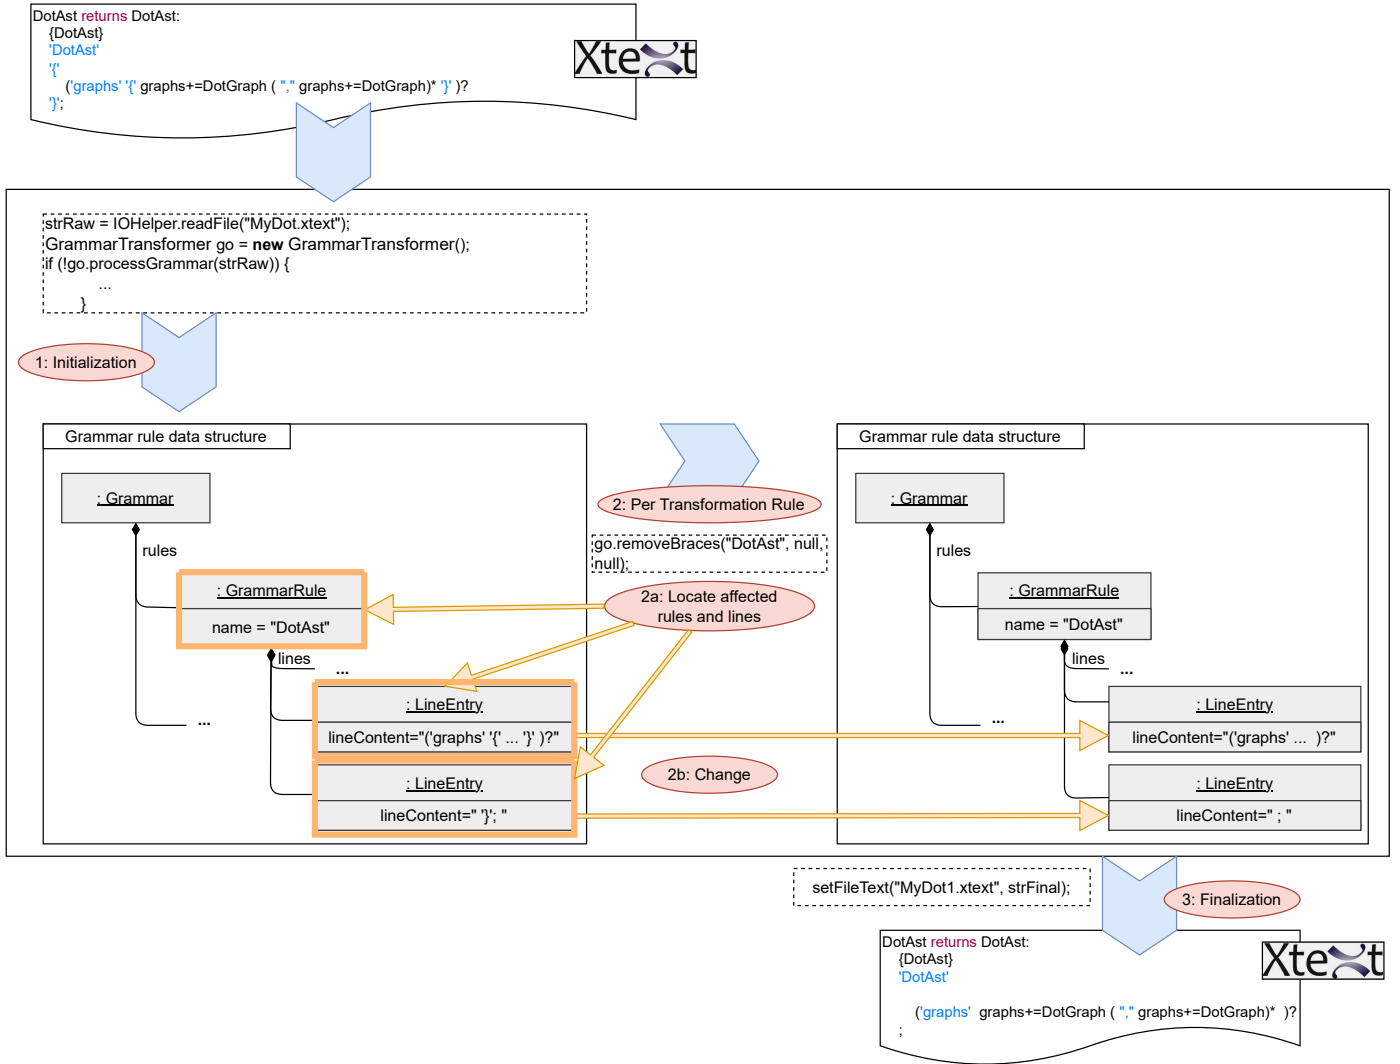 DotAst returns DotAst:
{DotAst}
'DotAst'
'{'
('graphs' '{' graphs+=DotGraph ( "," graphs+=DotGraph)* '}' )?
'}';
Xtext
strRaw = IOHelper.readFile("MyDot.xtext");
GrammarTransformer go = new GrammarTransformer();
if (!go.processGrammar(strRaw)) {
...
}
1: Initialization
Grammar rule data structure
: Grammar
rules
: GrammarRule
name = "DotAst"
lines
...
: LineEntry
lineContent="('graphs' '{' ... '}' )?"
...
: LineEntry
lineContent=" '}'; "
2: Per Transformation Rule
go.removeBraces("DotAst", null,
null);
2a: Locate affected
rules and lines
2b: Change
Grammar rule data structure
: Grammar
rules
: GrammarRule
name = "DotAst"
lines
...
: LineEntry
lineContent="('graphs' ...  )?"
...
: LineEntry
lineContent=" ; "
setFileText("MyDot1.xtext", strFinal);
3: Finalization
DotAst returns DotAst:
{DotAst}
'DotAst'
('graphs'  graphs+=DotGraph ( "," graphs+=DotGraph)*  )?
;
Xtext